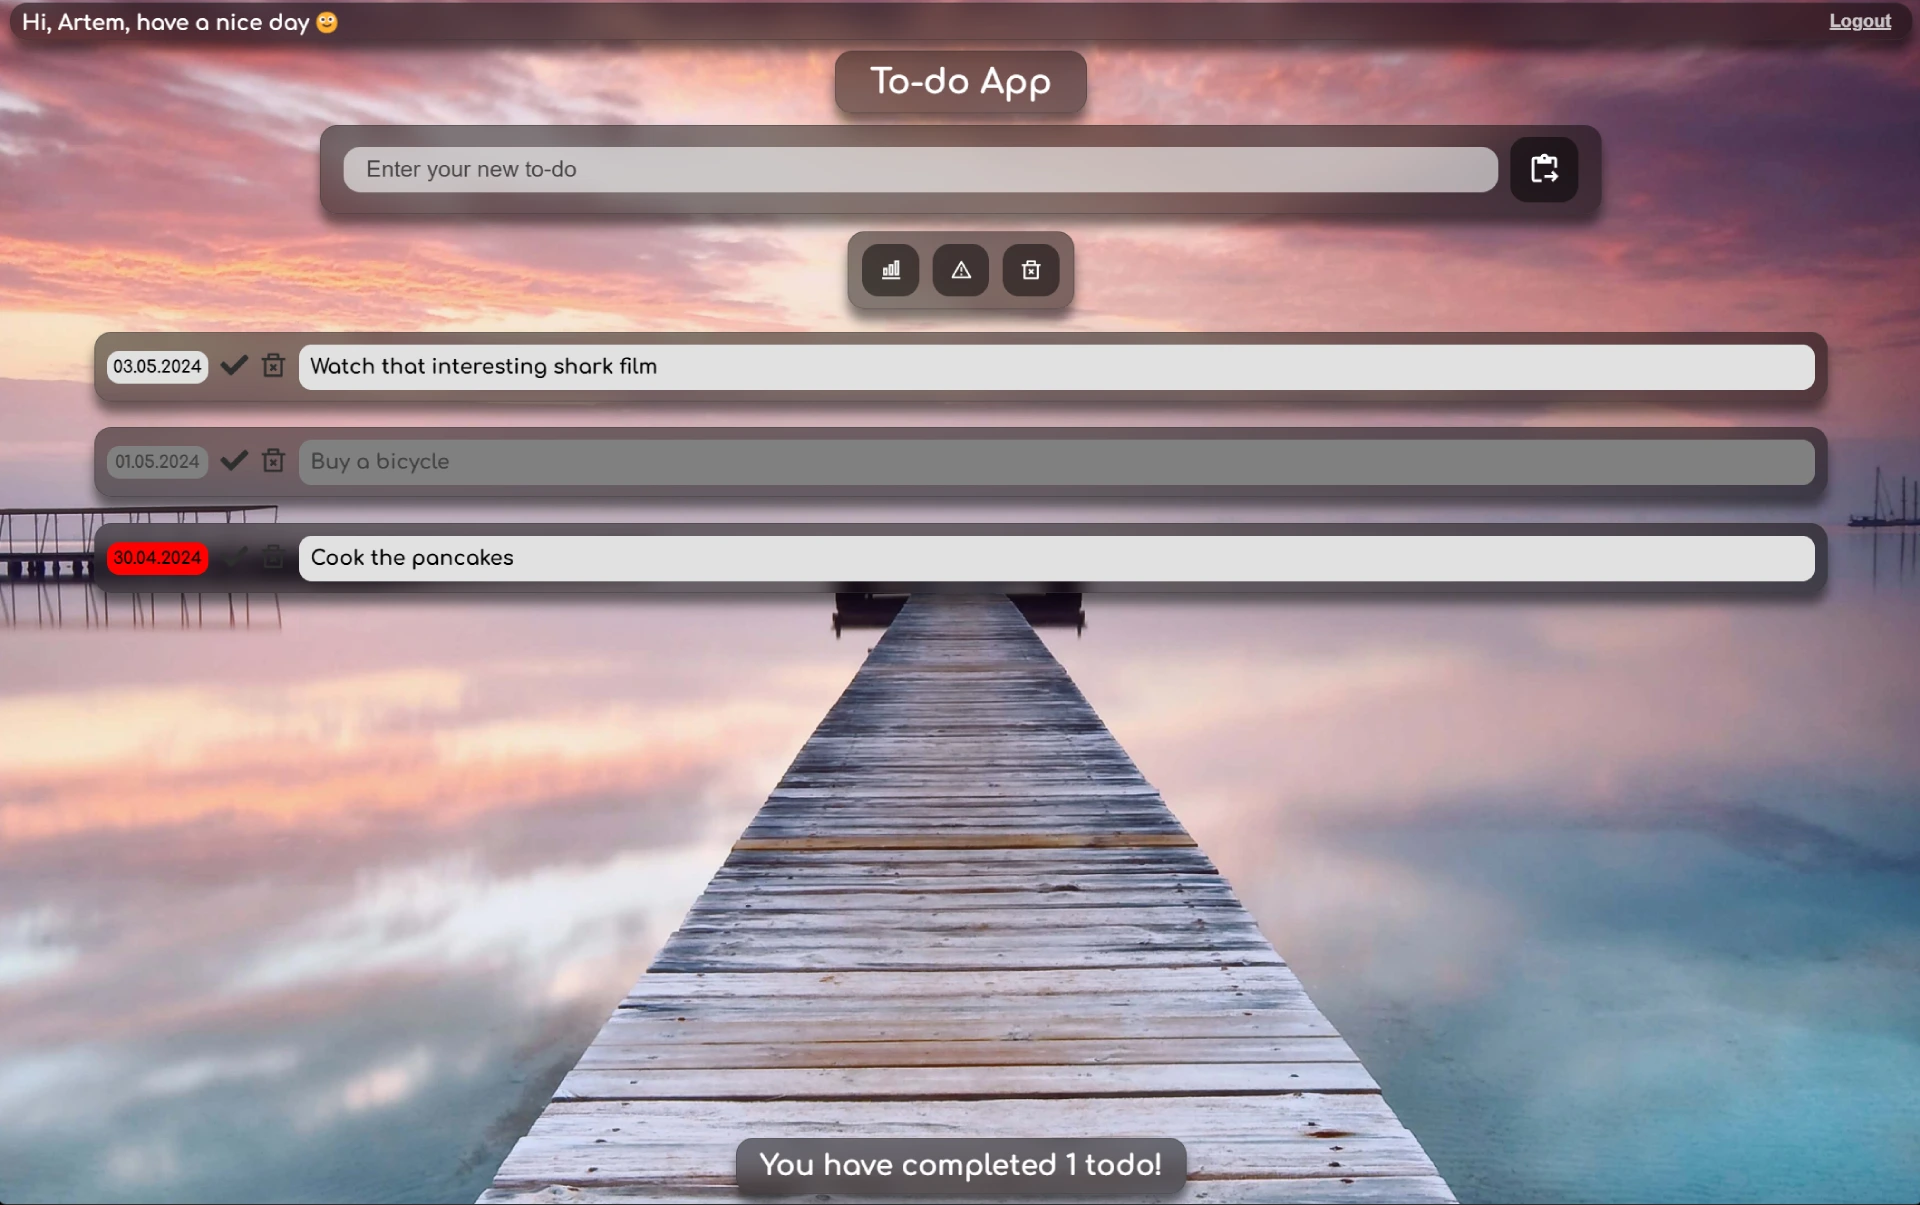 Hi, Artem, have a nice day 🙂
Logout
To-do App
Enter your new to-do
03.05.2024 Watch that interesting shark film
01.05.2024 Buy a bicycle
30.04.2024 Cook the pancakes
You have completed 1 todo!